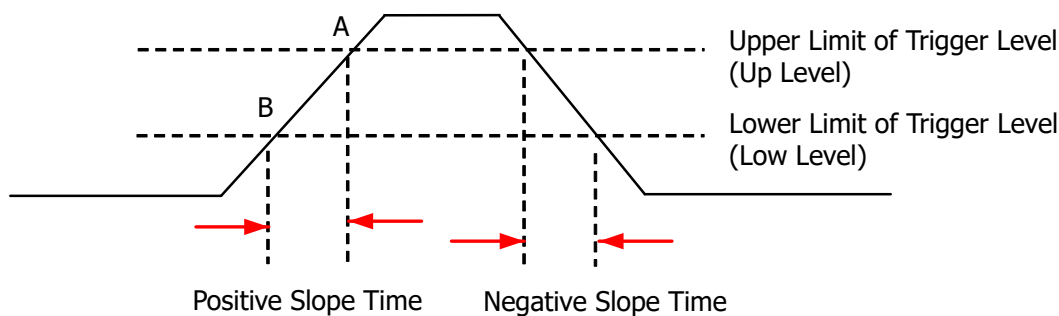 A
Upper Limit of Trigger Level
(Up Level)
B
Lower Limit of Trigger Level
(Low Level)
Positive Slope Time
Negative Slope Time